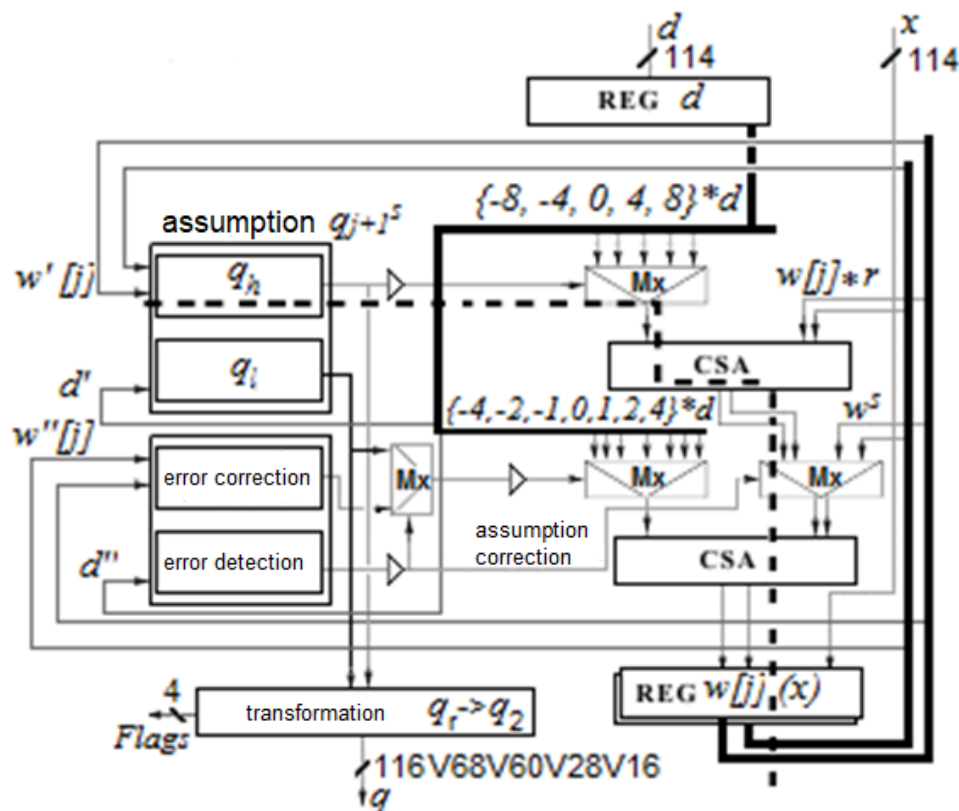 d
x
114
114
REG d
{-8, -4, 0, 4, 8}*d
assumption qj+1ˢ
w' [j]
qh
Mx
w[j]*r
ql
CSA
d'
{-4,-2,-1,0,1,2,4}*d
wˢ
w''[j]
error correction
Mx
Mx
Mx
assumption
correction
d''
error detection
CSA
4
transformation qr->q2
REG w[j] (x)
Flags
116V68V60V28V16
q